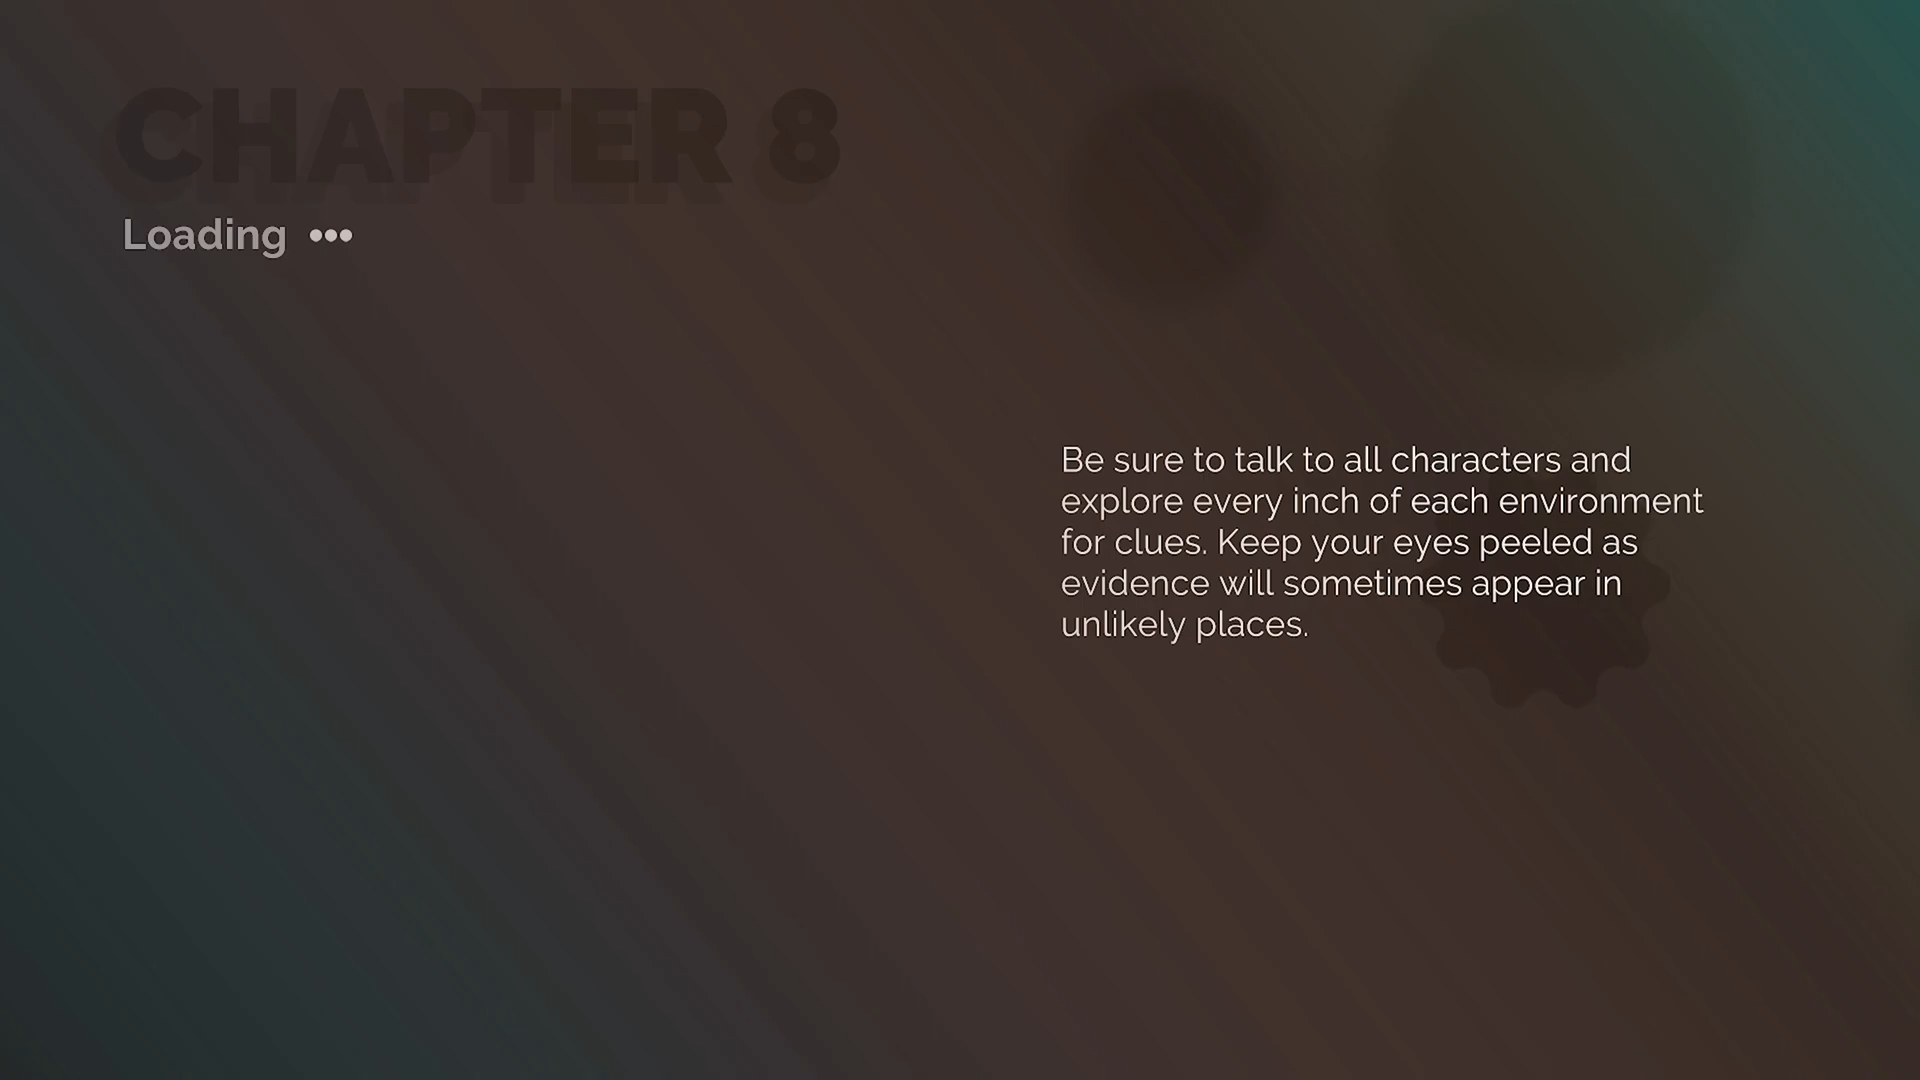 CHAPTER 8
Loading •••
Be sure to talk to all characters and
explore every inch of each environment
for clues. Keep your eyes peeled as
evidence will sometimes appear in
unlikely places.